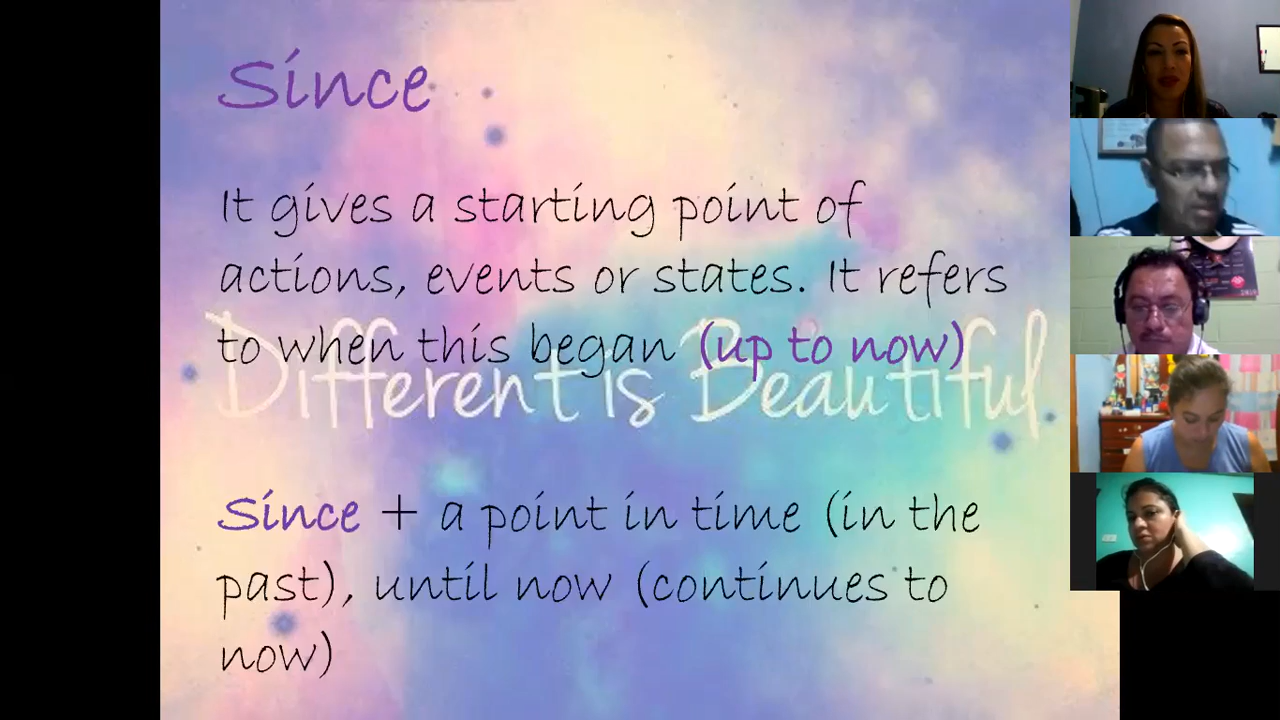 Since
It gives a starting point of
actions, events or states. It refers
to when this began (up to now)
Different is Beautiful
Since + a point in time (in the
past), until now (continues to
now)